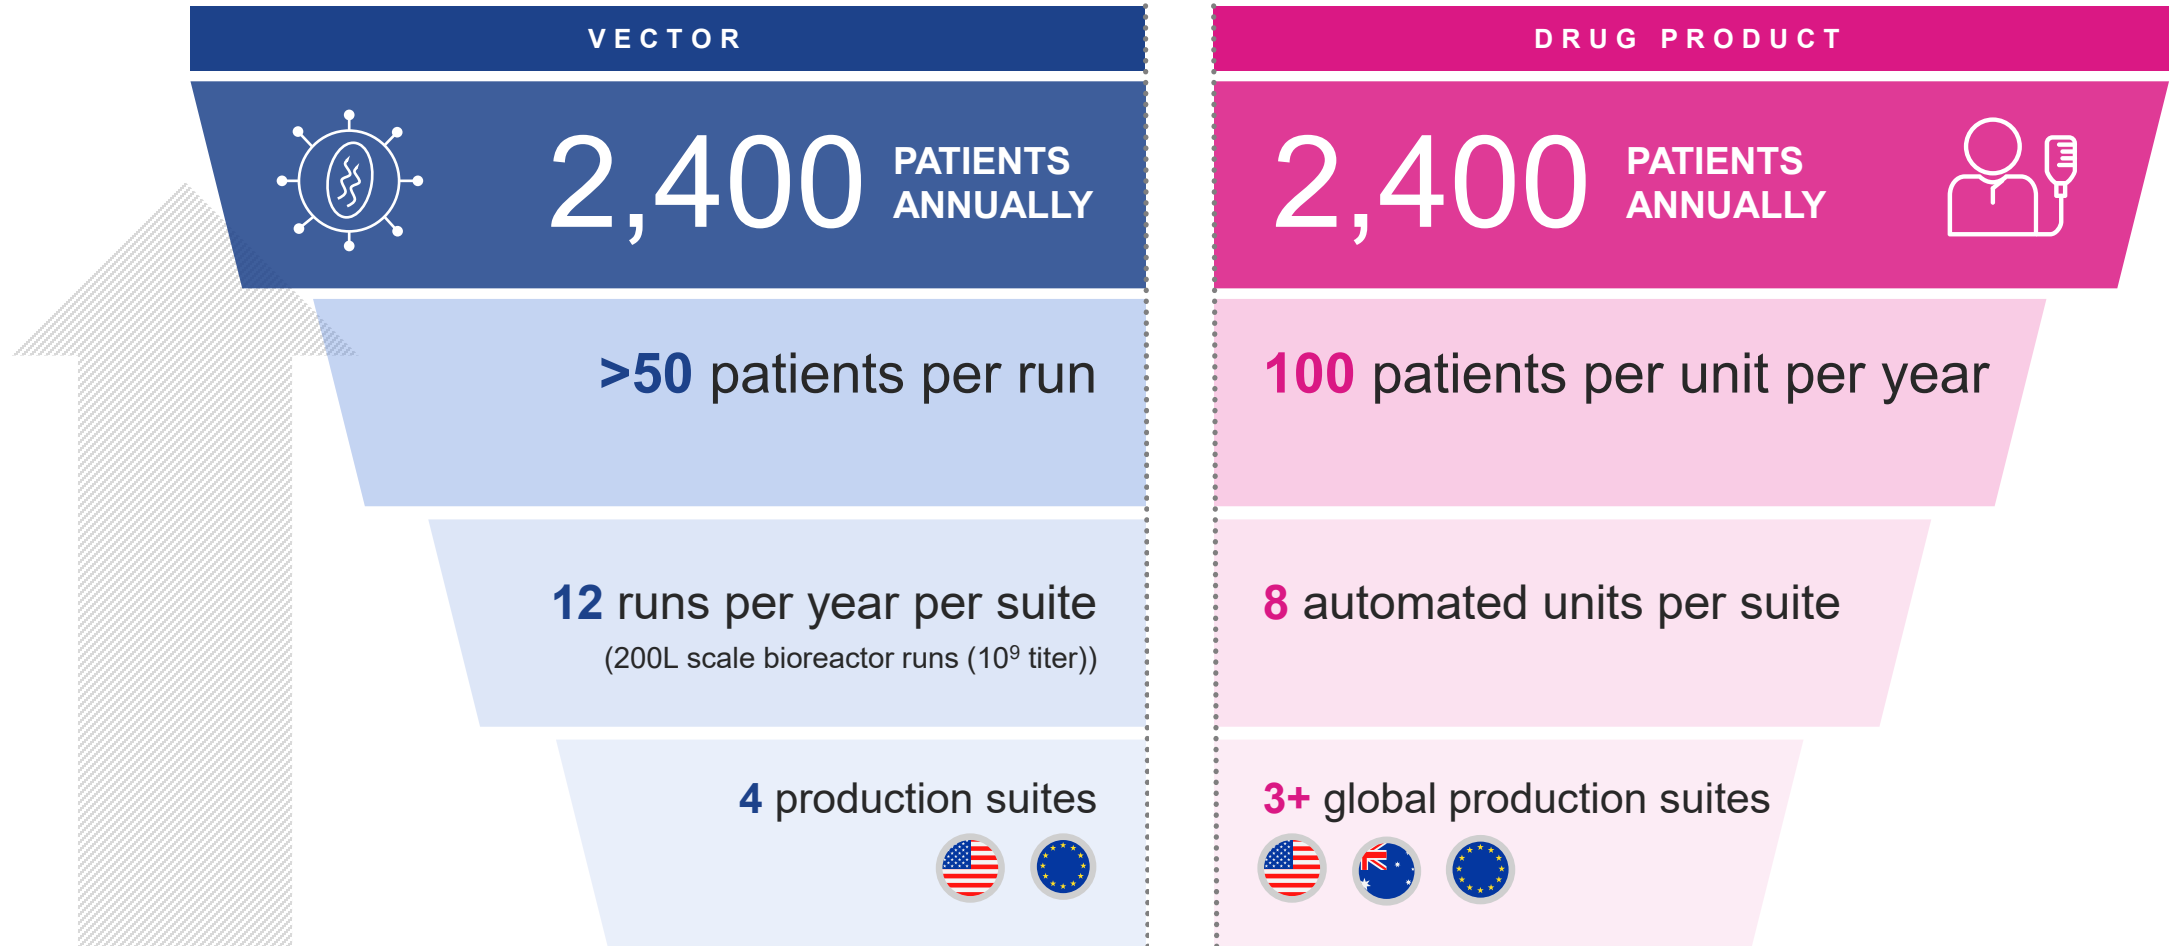 VECTOR
2,400 PATIENTS
ANNUALLY
>50 patients per run
12 runs per year per suite
(200L scale bioreactor runs (10⁹ titer))
4 production suites
DRUG PRODUCT
2,400 PATIENTS
ANNUALLY
100 patients per unit per year
8 automated units per suite
3+ global production suites